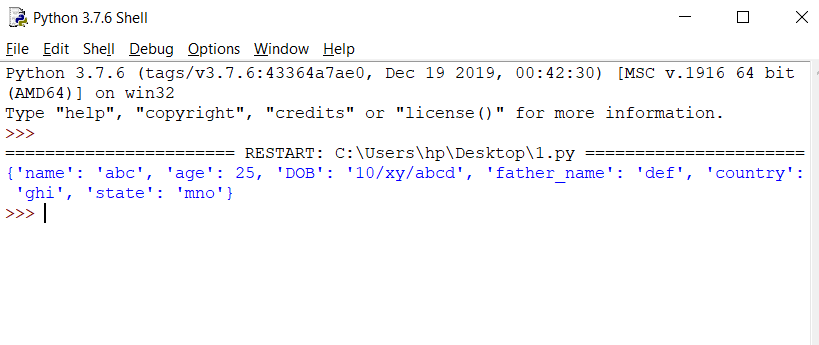 Python 3.7.6 Shell
File Edit Shell Debug Options Window Help
Python 3.7.6 (tags/v3.7.6:43364a7ae0, Dec 19 2019, 00:42:30) [MSC v.1916 64 bit
(AMD64)] on win32
Type "help", "copyright", "credits" or "license()" for more information.
>>>
======================= RESTART: C:\Users\hp\Desktop\1.py ======================
{'name': 'abc', 'age': 25, 'DOB': '10/xy/abcd', 'father_name': 'def', 'country':
 'ghi', 'state': 'mno'}
>>>